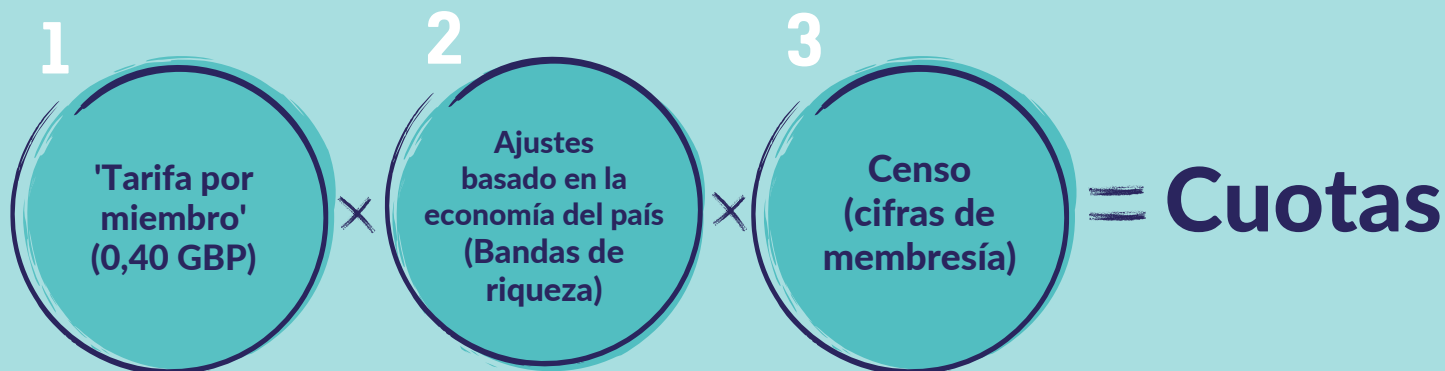 1
'Tarifa por
miembro'
(0,40 GBP)
×
2
Ajustes
basado en la
economía del país
(Bandas de
riqueza)
×
3
Censo
(cifras de
membresía)
= Cuotas